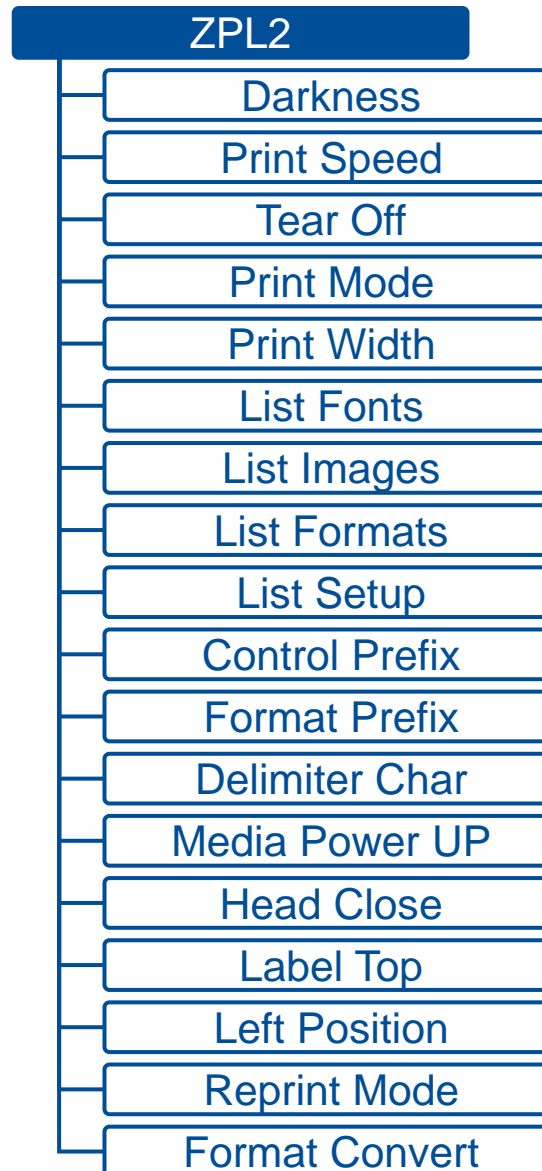 ZPL2
Darkness
Print Speed
Tear Off
Print Mode
Print Width
List Fonts
List Images
List Formats
List Setup
Control Prefix
Format Prefix
Delimiter Char
Media Power UP
Head Close
Label Top
Left Position
Reprint Mode
Format Convert